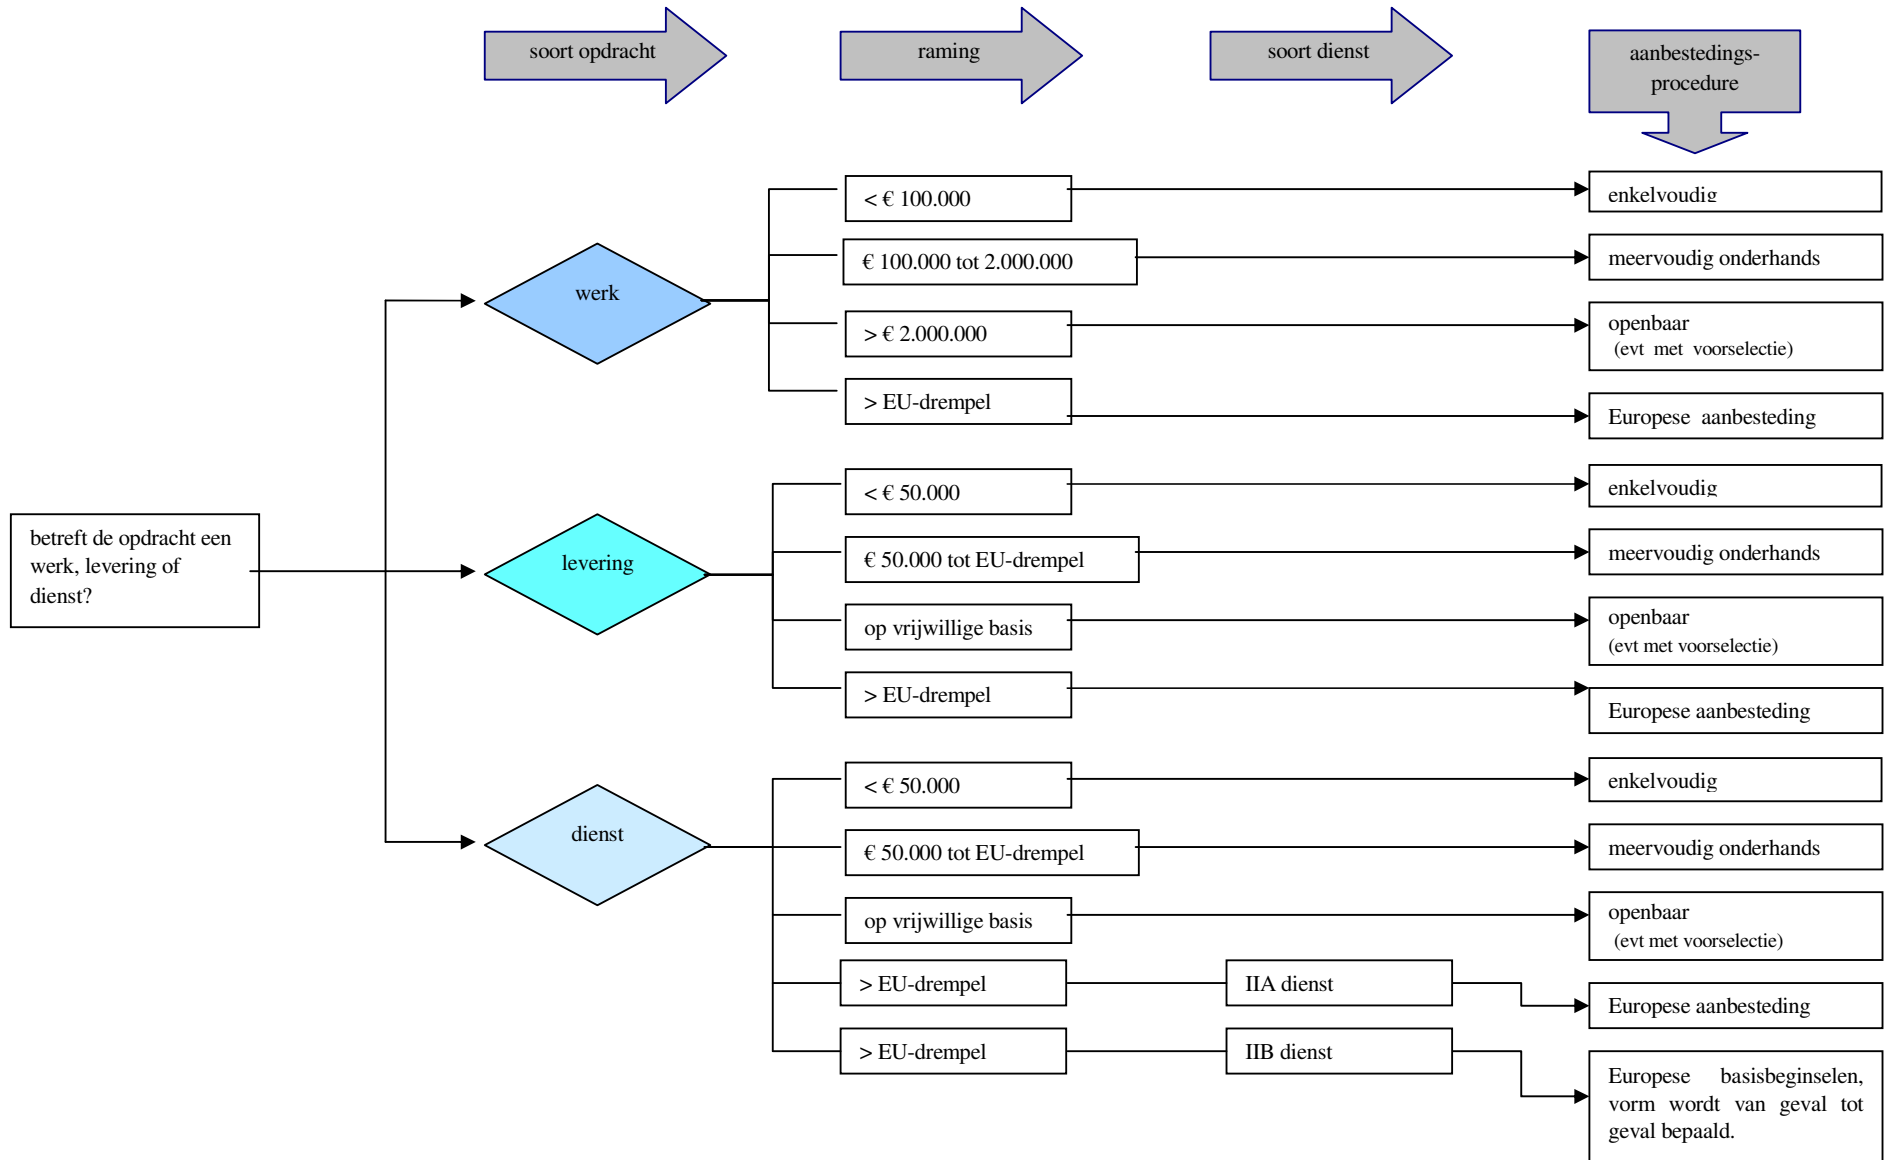 soort opdracht
raming
soort dienst
aanbestedings-
procedure
betreft de opdracht een
werk, levering of
dienst?
werk
< € 100.000
enkelvoudig
€ 100.000 tot 2.000.000
meervoudig onderhands
> € 2.000.000
openbaar
(evt met voorselectie)
> EU-drempel
Europese aanbesteding
levering
< € 50.000
enkelvoudig
€ 50.000 tot EU-drempel
meervoudig onderhands
op vrijwillige basis
openbaar
(evt met voorselectie)
> EU-drempel
Europese aanbesteding
dienst
< € 50.000
enkelvoudig
€ 50.000 tot EU-drempel
meervoudig onderhands
op vrijwillige basis
openbaar
(evt met voorselectie)
> EU-drempel
IIA dienst
Europese aanbesteding
> EU-drempel
IIB dienst
Europese basisbeginselen,
vorm wordt van geval tot
geval bepaald.